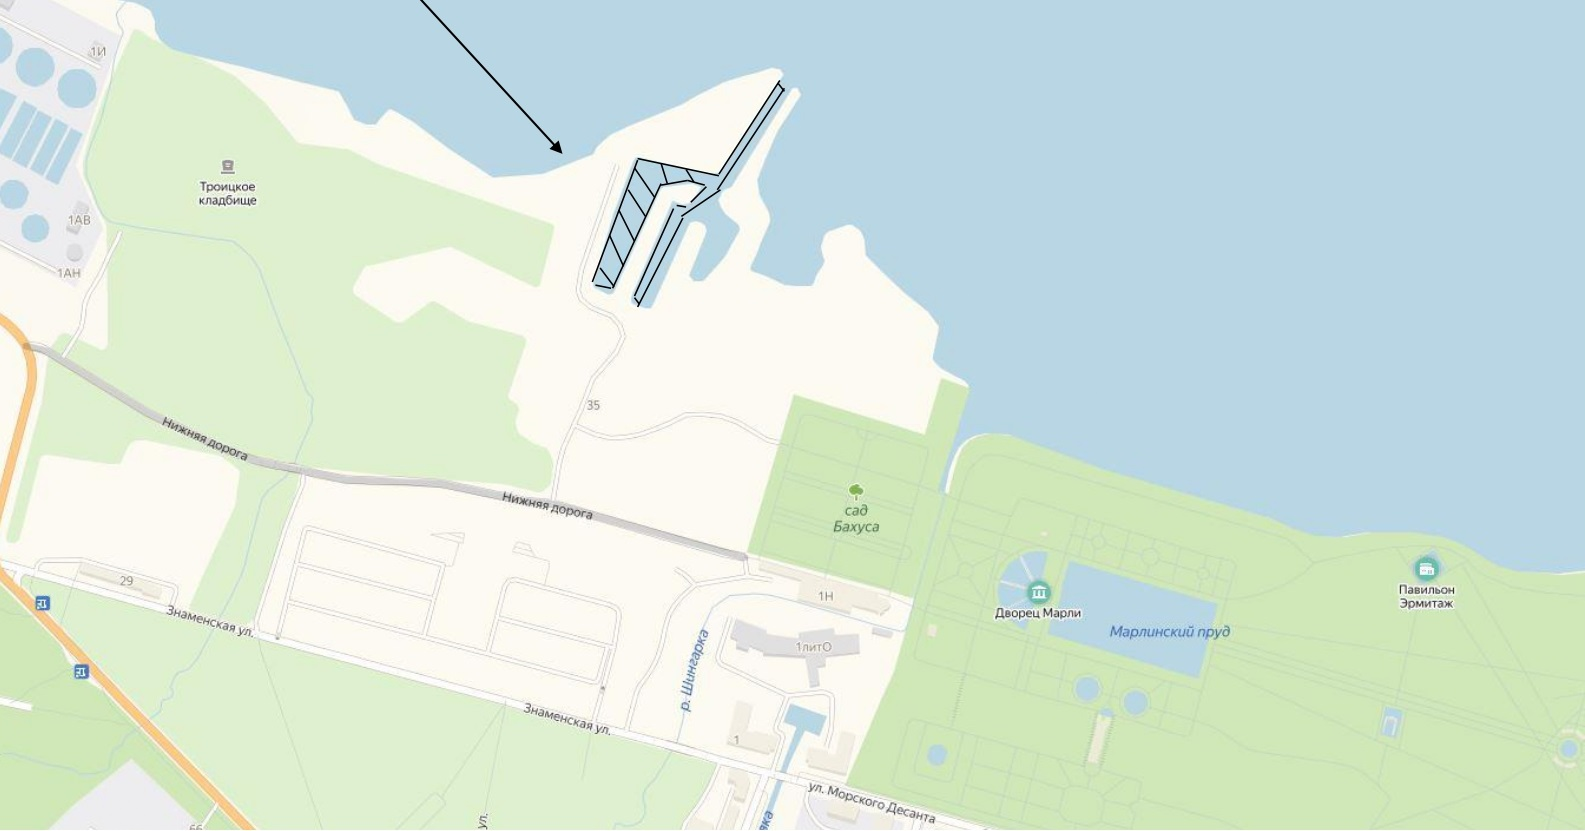 1И
Троицкое
кладбище
1АВ
1АН
35
Нижняя дорога
Нижняя дорога
сад
Бахуса
29
1Н
Павильон
Эрмитаж
Дворец Марли
Марлинский пруд
Знаменская ул.
р. Шингарка
1литО
Знаменская ул.
1
ул. Морского Десанта
ул.